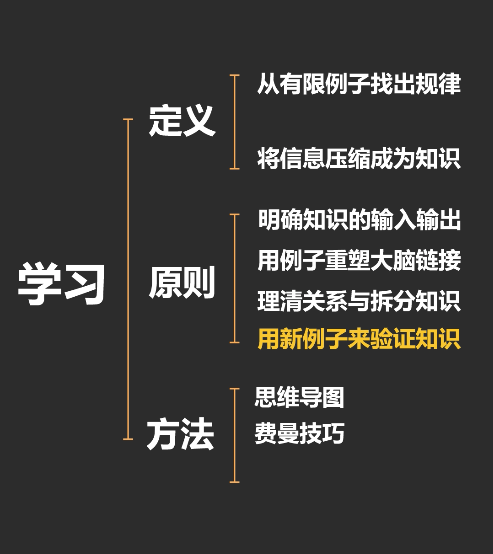 学习
定义
从有限例子找出规律
将信息压缩成为知识
原则
明确知识的输入输出
用例子重塑大脑链接
理清关系与拆分知识
用新例子来验证知识
方法
思维导图
费曼技巧